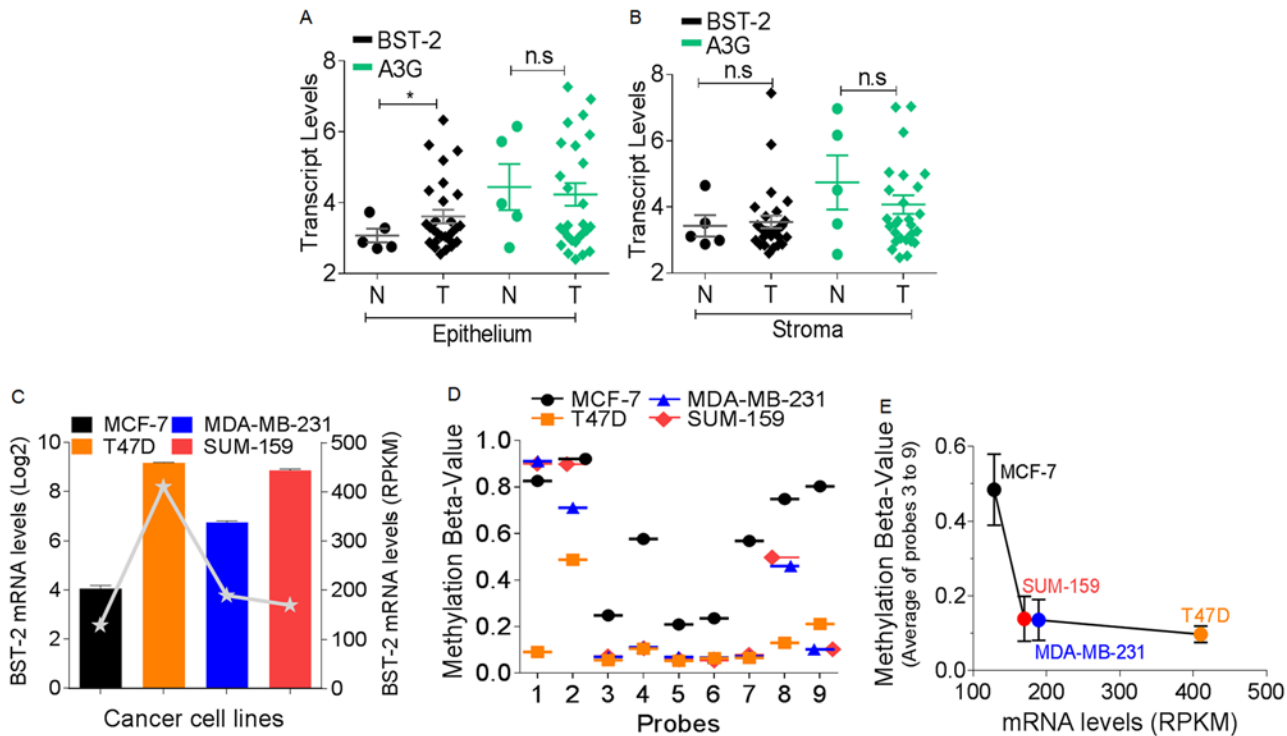 A
BST-2
A3G
n.s
*
8
6
4
2
Transcript Levels
N
T
N
T
Epithelium
B
BST-2
A3G
n.s
n.s
8
6
4
2
Transcript Levels
N
T
N
T
Stroma
C
MCF-7
MDA-MB-231
T47D
SUM-159
10
8
6
4
2
0
BST-2 mRNA levels (Log2)
500
400
300
200
100
0
BST-2 mRNA levels (RPKM)
Cancer cell lines
D
MCF-7
MDA-MB-231
T47D
SUM-159
1.0
0.8
0.6
0.4
0.2
0.0
Methylation Beta-Value
1 2 3 4 5 6 7 8 9
Probes
E
Methylation Beta-Value
(Average of probes 3 to 9)
0.6
0.4
0.2
0.0
MCF-7
SUM-159
MDA-MB-231
T47D
100 200 300 400 500
mRNA levels (RPKM)